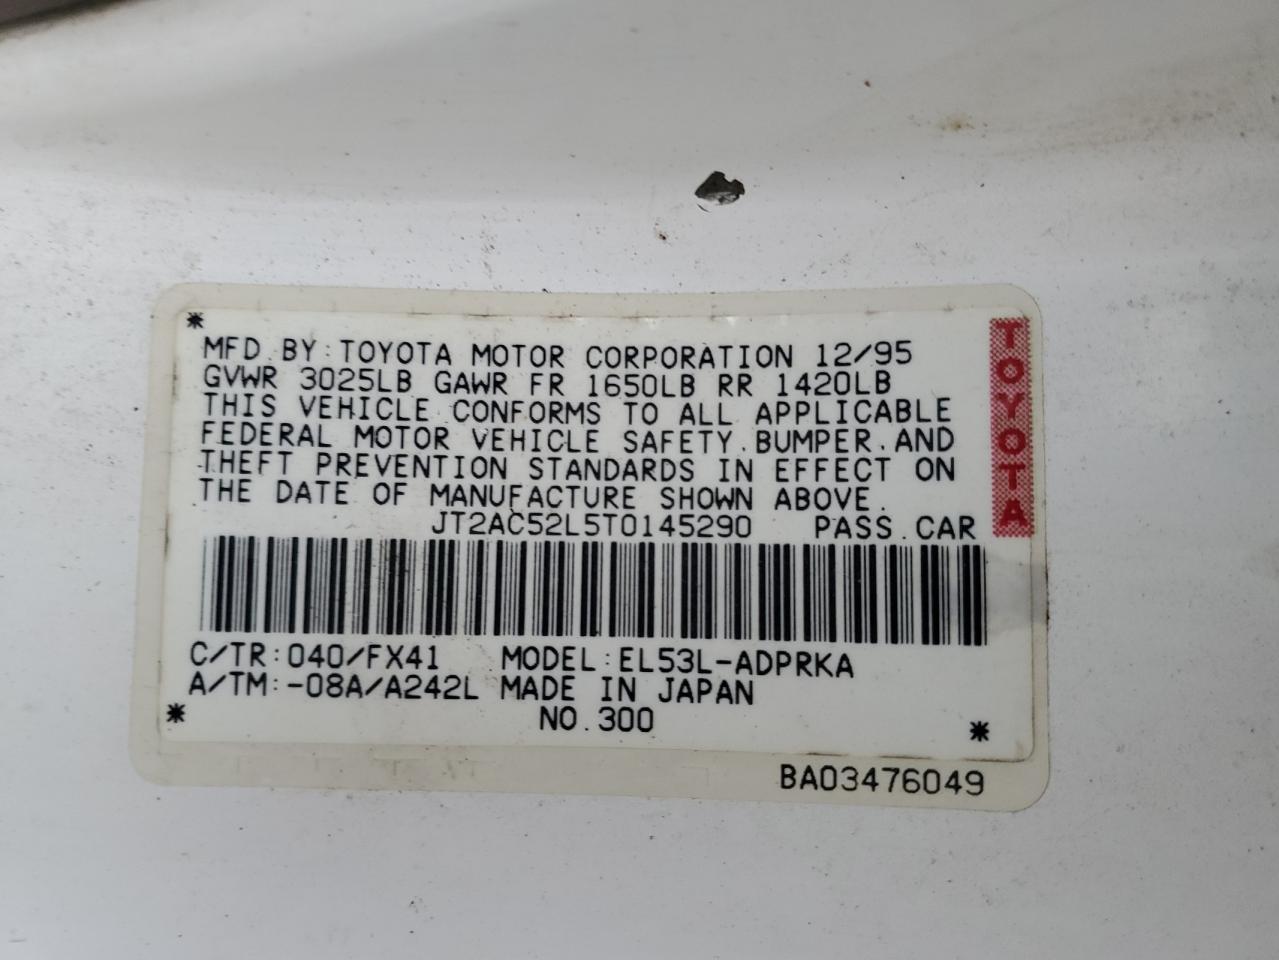 MFD. BY: TOYOTA MOTOR CORPORATION 12/95
GVWR 3025LB GAWR FR 1650LB RR 1420LB
THIS VEHICLE CONFORMS TO ALL APPLICABLE
FEDERAL MOTOR VEHICLE SAFETY. BUMPER. AND
THEFT PREVENTION STANDARDS IN EFFECT ON
THE DATE OF MANUFACTURE SHOWN ABOVE.
JT2AC52L5T0145290 PASS. CAR
TOYOTA
C/TR: 040/FX41 MODEL: EL53L-ADPRKA
A/TM: -08A/A242L MADE IN JAPAN
NO. 300
BA03476049